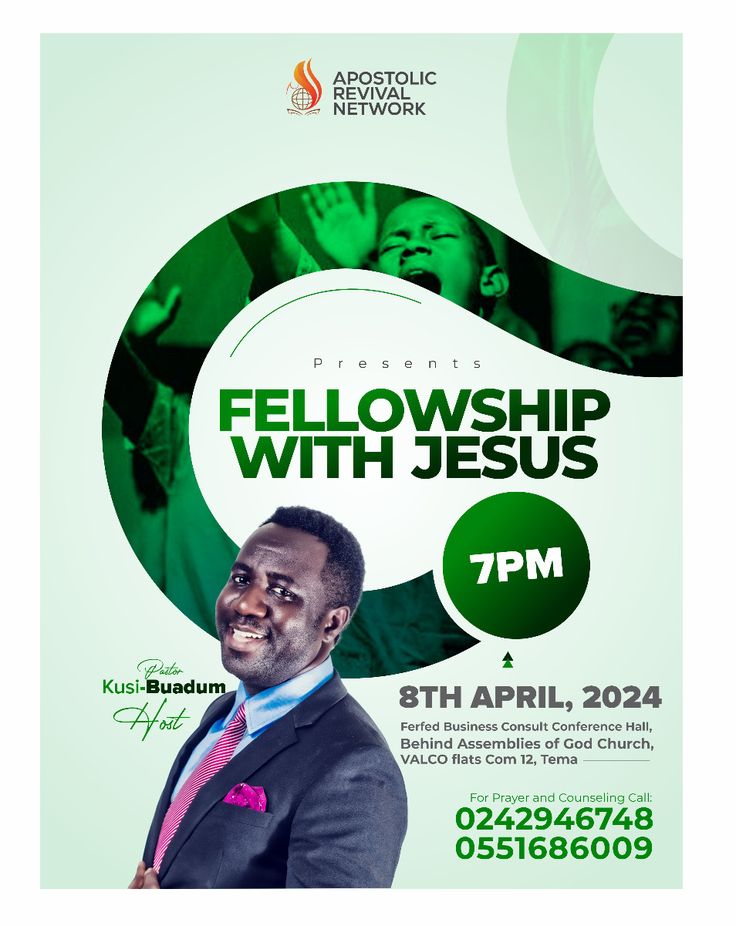 APOSTOLIC
REVIVAL
NETWORK
Presents
FELLOWSHIP
WITH JESUS
7PM
Pastor
Kusi-Buadum
Host
8TH APRIL, 2024
Ferfed Business Consult Conference Hall,
Behind Assemblies of God Church,
VALCO flats Com 12, Tema
For Prayer and Counseling Call:
0242946748
0551686009